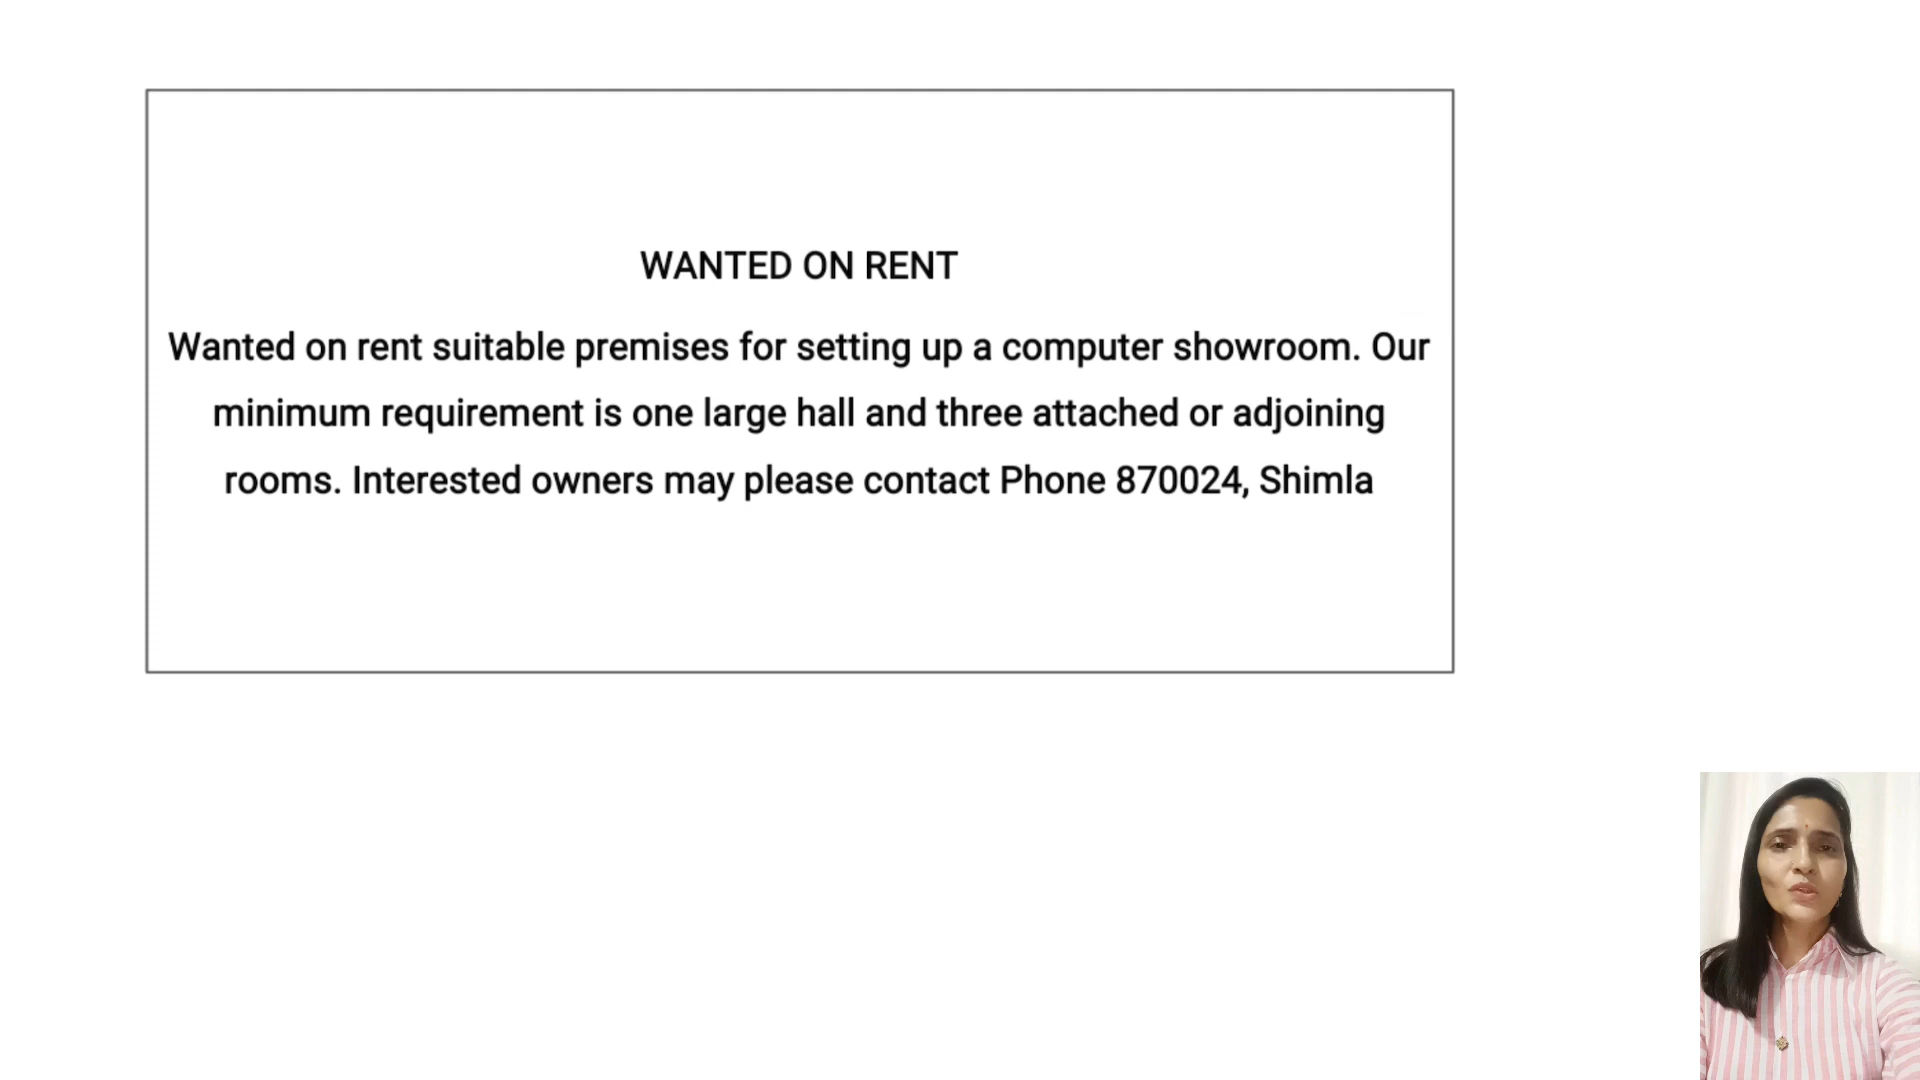 WANTED ON RENT
Wanted on rent suitable premises for setting up a computer showroom. Our
minimum requirement is one large hall and three attached or adjoining
rooms. Interested owners may please contact Phone 870024, Shimla